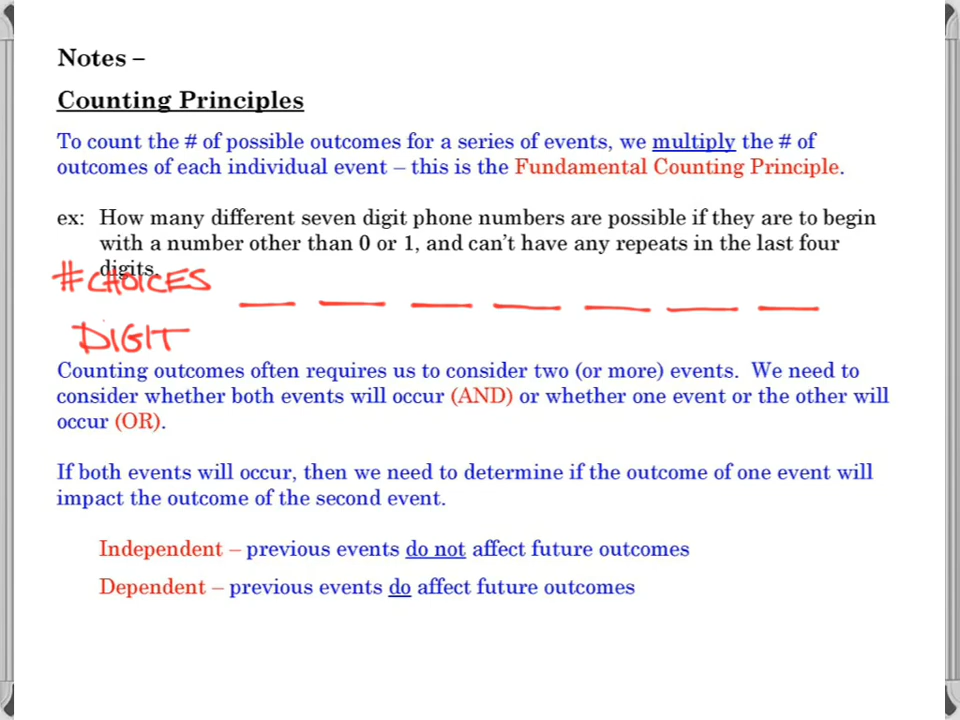 Notes –
Counting Principles
To count the # of possible outcomes for a series of events, we multiply the # of
outcomes of each individual event – this is the Fundamental Counting Principle.
ex: How many different seven digit phone numbers are possible if they are to begin
with a number other than 0 or 1, and can't have any repeats in the last four
digits.
# CHOICES
DIGIT
Counting outcomes often requires us to consider two (or more) events. We need to
consider whether both events will occur (AND) or whether one event or the other will
occur (OR).
If both events will occur, then we need to determine if the outcome of one event will
impact the outcome of the second event.
Independent – previous events do not affect future outcomes
Dependent – previous events do affect future outcomes